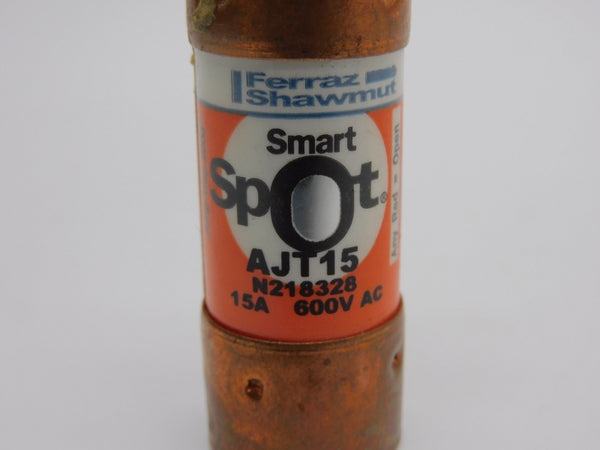 Ferraz
Shawmut
Smart
Spot®
AJT15
N218328
15A 600V AC
Any Red = Open